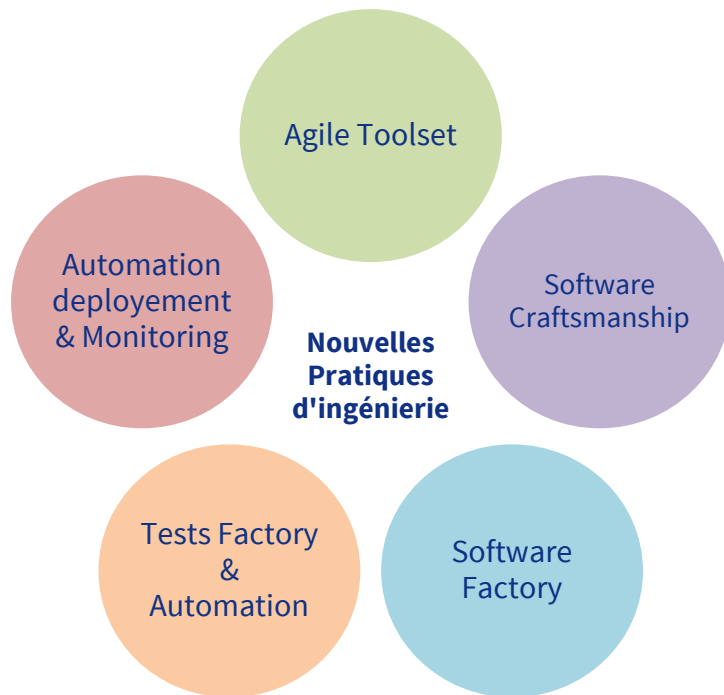 Agile Toolset
Automation
deployement
& Monitoring
Software
Craftsmanship
Nouvelles
Pratiques
d'ingénierie
Tests Factory
&
Automation
Software
Factory